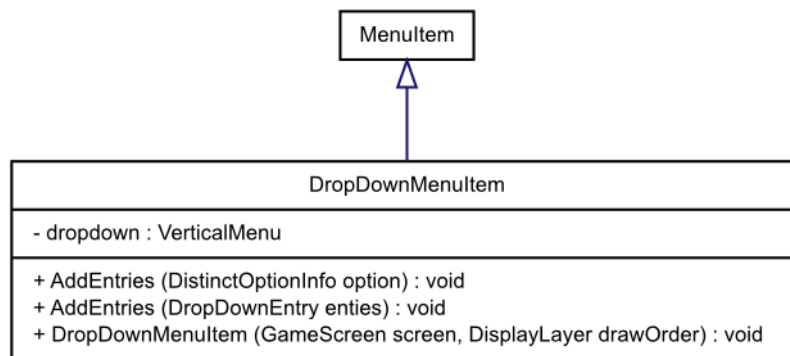 MenuItem
DropDownMenuItem
- dropdown : VerticalMenu
+ AddEntries (DistinctOptionInfo option) : void
+ AddEntries (DropDownEntry enties) : void
+ DropDownMenuItem (GameScreen screen, DisplayLayer drawOrder) : void